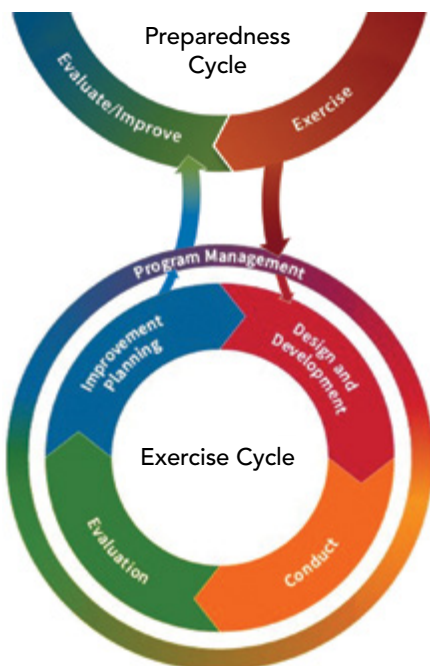 Preparedness
Cycle
Evaluate/Improve
Exercise
Program Management
Improvement
Planning
Design and
Development
Exercise Cycle
Evaluation
Conduct